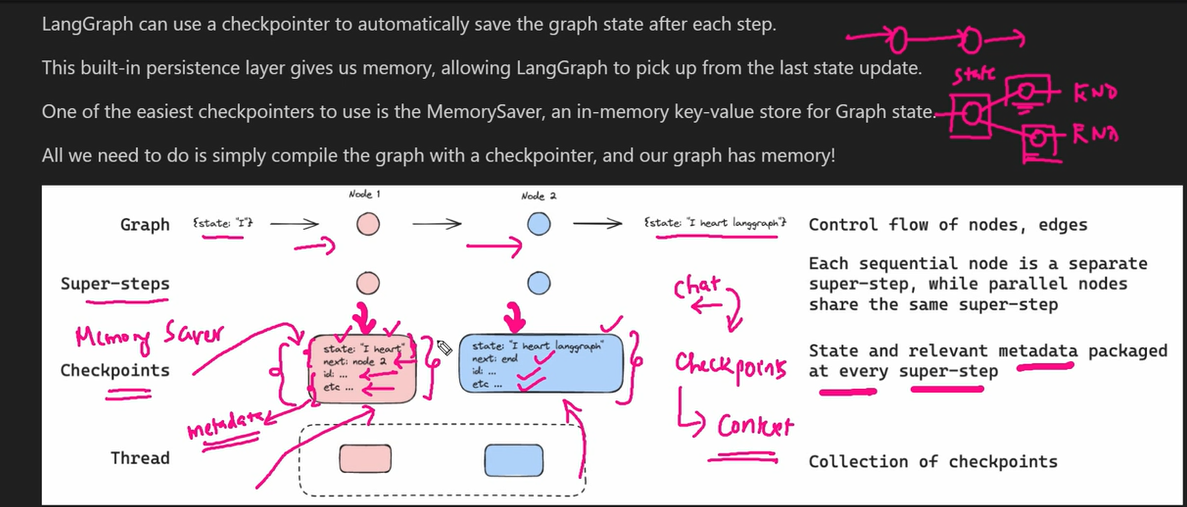 LangGraph can use a checkpointer to automatically save the graph state after each step.
This built-in persistence layer gives us memory, allowing LangGraph to pick up from the last state update.
One of the easiest checkpointers to use is the MemorySaver, an in-memory key-value store for Graph state.
All we need to do is simply compile the graph with a checkpointer, and our graph has memory!
State
END
END
Node 1
Node 2
Graph
{state: "I"}
{state: "I heart langgraph"}
Control flow of nodes, edges
Super-steps
Each sequential node is a separate
super-step, while parallel nodes
share the same super-step
Chat
Memory Saver
Checkpoints
state: "I heart"
next: node 2
id: ...
etc ...
state: "I heart langgraph"
next: end
id: ...
etc ...
Checkpoints
Context
State and relevant metadata packaged
at every super-step
metadata
Thread
Collection of checkpoints